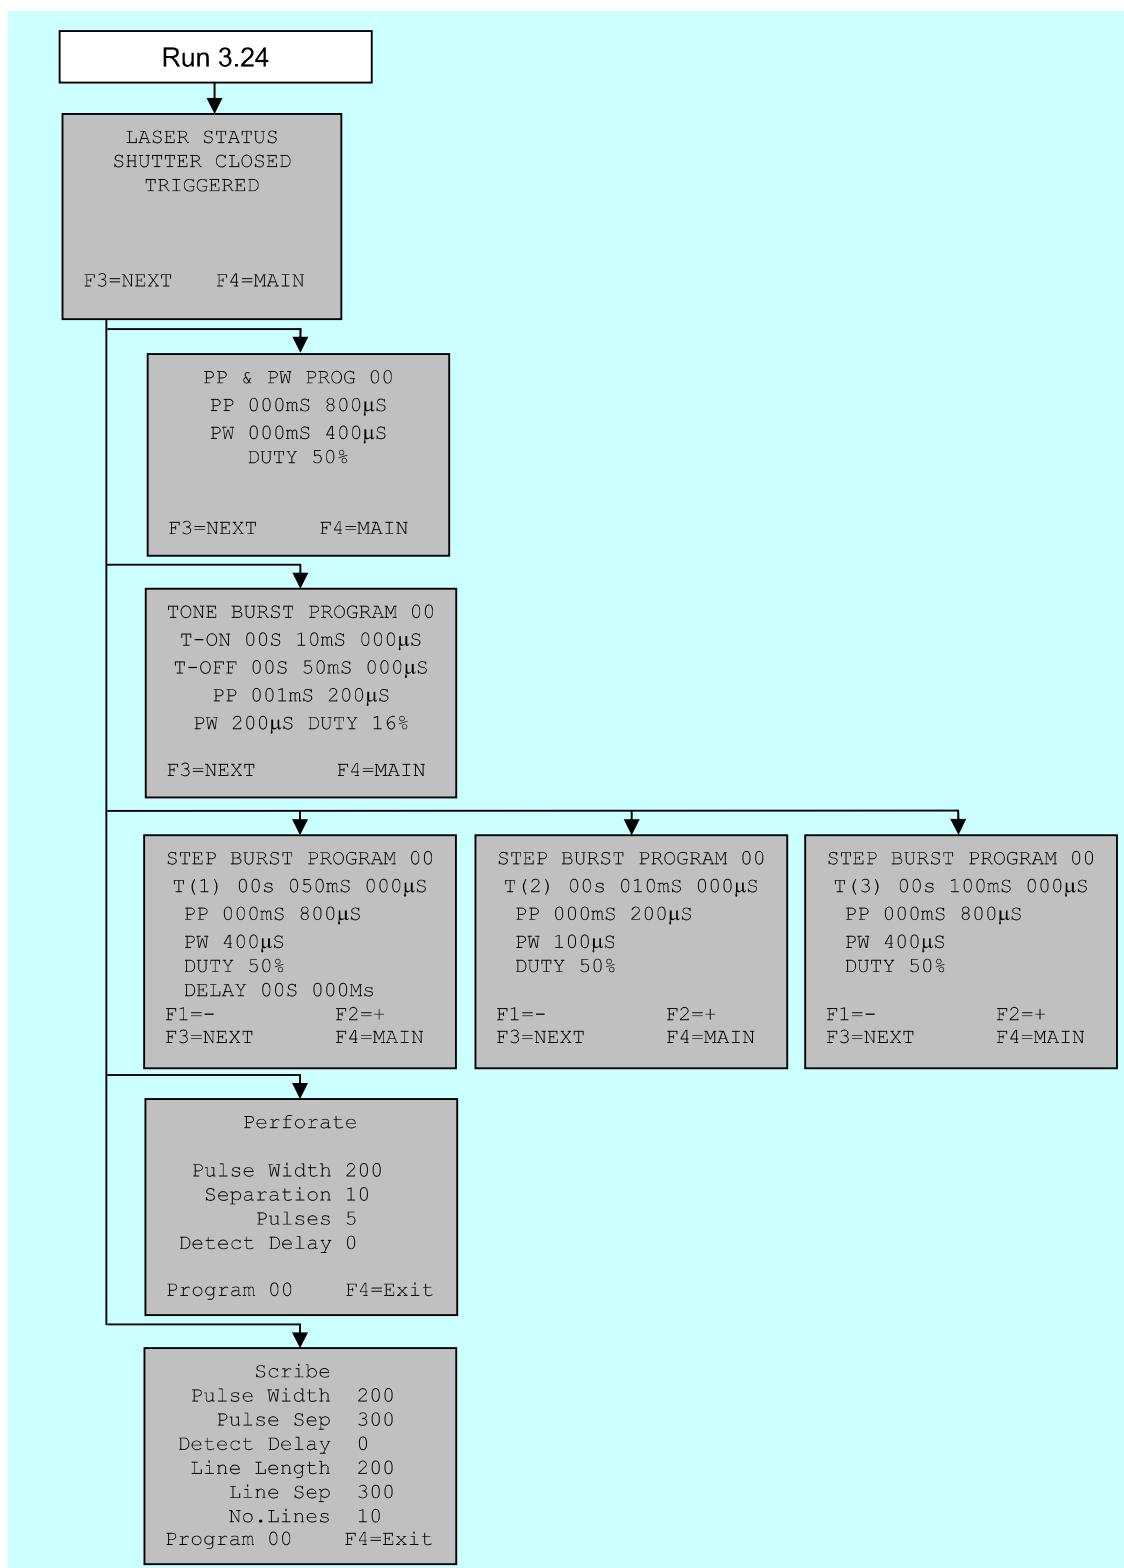 Run 3.24
LASER STATUS
SHUTTER CLOSED
TRIGGERED
F3=NEXT F4=MAIN
PP & PW PROG 00
PP 000mS 800µS
PW 000mS 400µS
DUTY 50%
F3=NEXT F4=MAIN
TONE BURST PROGRAM 00
T-ON 00S 10mS 000µS
T-OFF 00S 50mS 000µS
PP 001mS 200µS
PW 200µS DUTY 16%
F3=NEXT F4=MAIN
STEP BURST PROGRAM 00
T(1) 00s 050mS 000µS
PP 000mS 800µS
PW 400µS
DUTY 50%
DELAY 00S 000Ms
F1=- F2=+
F3=NEXT F4=MAIN
STEP BURST PROGRAM 00
T(2) 00s 010mS 000µS
PP 000mS 200µS
PW 100µS
DUTY 50%
F1=- F2=+
F3=NEXT F4=MAIN
STEP BURST PROGRAM 00
T(3) 00s 100mS 000µS
PP 000mS 800µS
PW 400µS
DUTY 50%
F1=- F2=+
F3=NEXT F4=MAIN
Perforate
Pulse Width 200
Separation 10
Pulses 5
Detect Delay 0
Program 00 F4=Exit
Scribe
Pulse Width 200
Pulse Sep 300
Detect Delay 0
Line Length 200
Line Sep 300
No.Lines 10
Program 00 F4=Exit